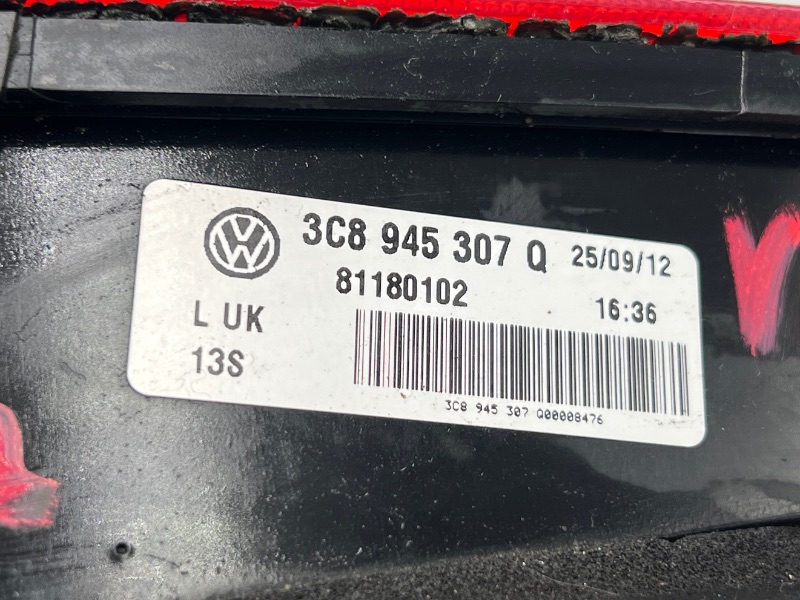 3C8 945 307 Q 25/09/12
81180102 16:36
L UK
13S
3C8 945 307 Q00008476